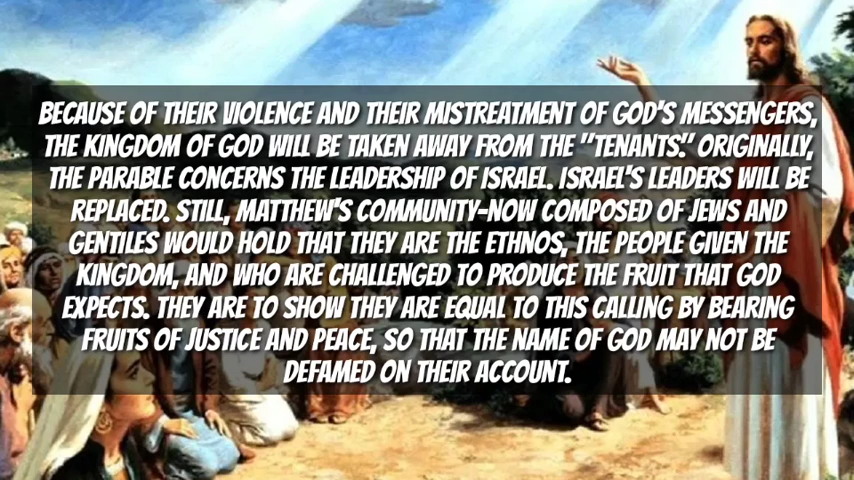 BECAUSE OF THEIR VIOLENCE AND THEIR MISTREATMENT OF GOD'S MESSENGERS,
THE KINGDOM OF GOD WILL BE TAKEN AWAY FROM THE "TENANTS." ORIGINALLY,
THE PARABLE CONCERNS THE LEADERSHIP OF ISRAEL. ISRAEL'S LEADERS WILL BE
REPLACED. STILL, MATTHEW'S COMMUNITY-NOW COMPOSED OF JEWS AND
GENTILES WOULD HOLD THAT THEY ARE THE ETHNOS, THE PEOPLE GIVEN THE
KINGDOM, AND WHO ARE CHALLENGED TO PRODUCE THE FRUIT THAT GOD
EXPECTS. THEY ARE TO SHOW THEY ARE EQUAL TO THIS CALLING BY BEARING
FRUITS OF JUSTICE AND PEACE, SO THAT THE NAME OF GOD MAY NOT BE
DEFAMED ON THEIR ACCOUNT.